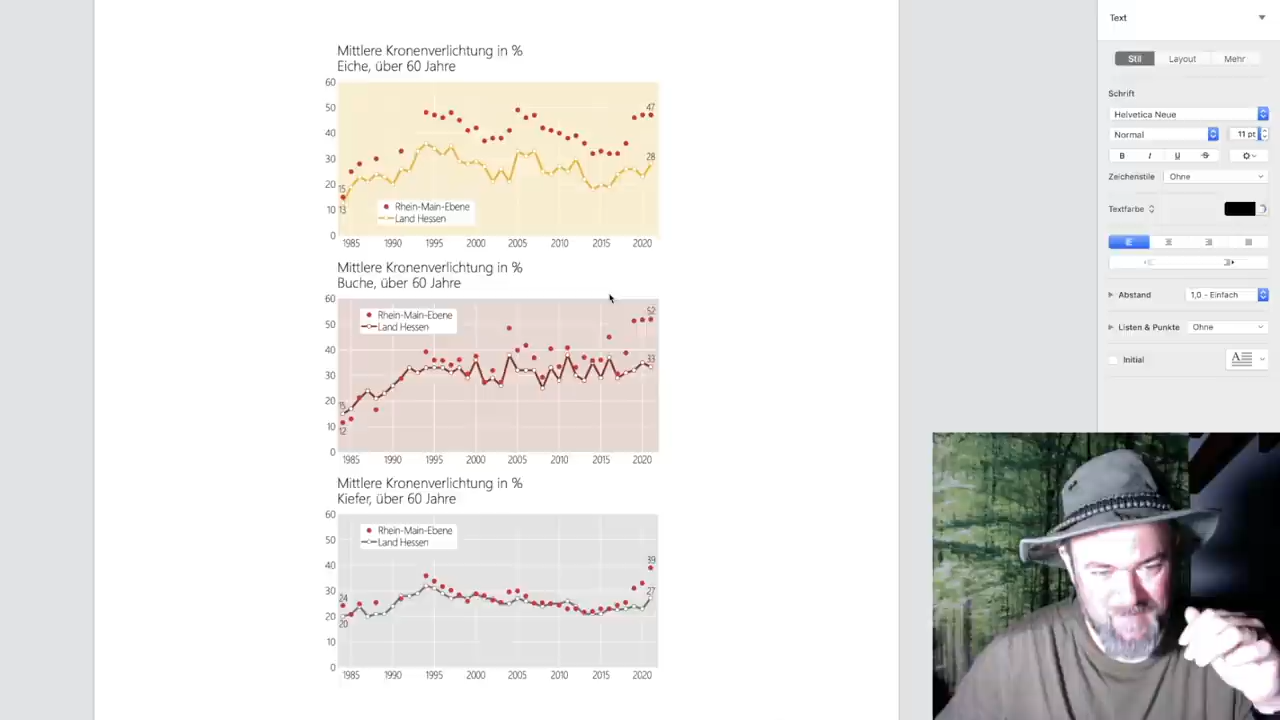 Text
Stil Layout Mehr
Schrift
Helvetica Neue
Normal 11 pt
B I U S
Zeichenstile Ohne
Textfarbe
Abstand 1,0 - Einfach
Listen & Punkte Ohne
Initial A
Mittlere Kronenverlichtung in %
Eiche, über 60 Jahre
60
50
40
30
20
10
0
47
28
15
13
Rhein-Main-Ebene
Land Hessen
1985 1990 1995 2000 2005 2010 2015 2020
Mittlere Kronenverlichtung in %
Buche, über 60 Jahre
60
50
40
30
20
10
0
Rhein-Main-Ebene
Land Hessen
52
33
15
12
1985 1990 1995 2000 2005 2010 2015 2020
Mittlere Kronenverlichtung in %
Kiefer, über 60 Jahre
60
50
40
30
20
10
0
Rhein-Main-Ebene
Land Hessen
39
27
24
20
1985 1990 1995 2000 2005 2010 2015 2020